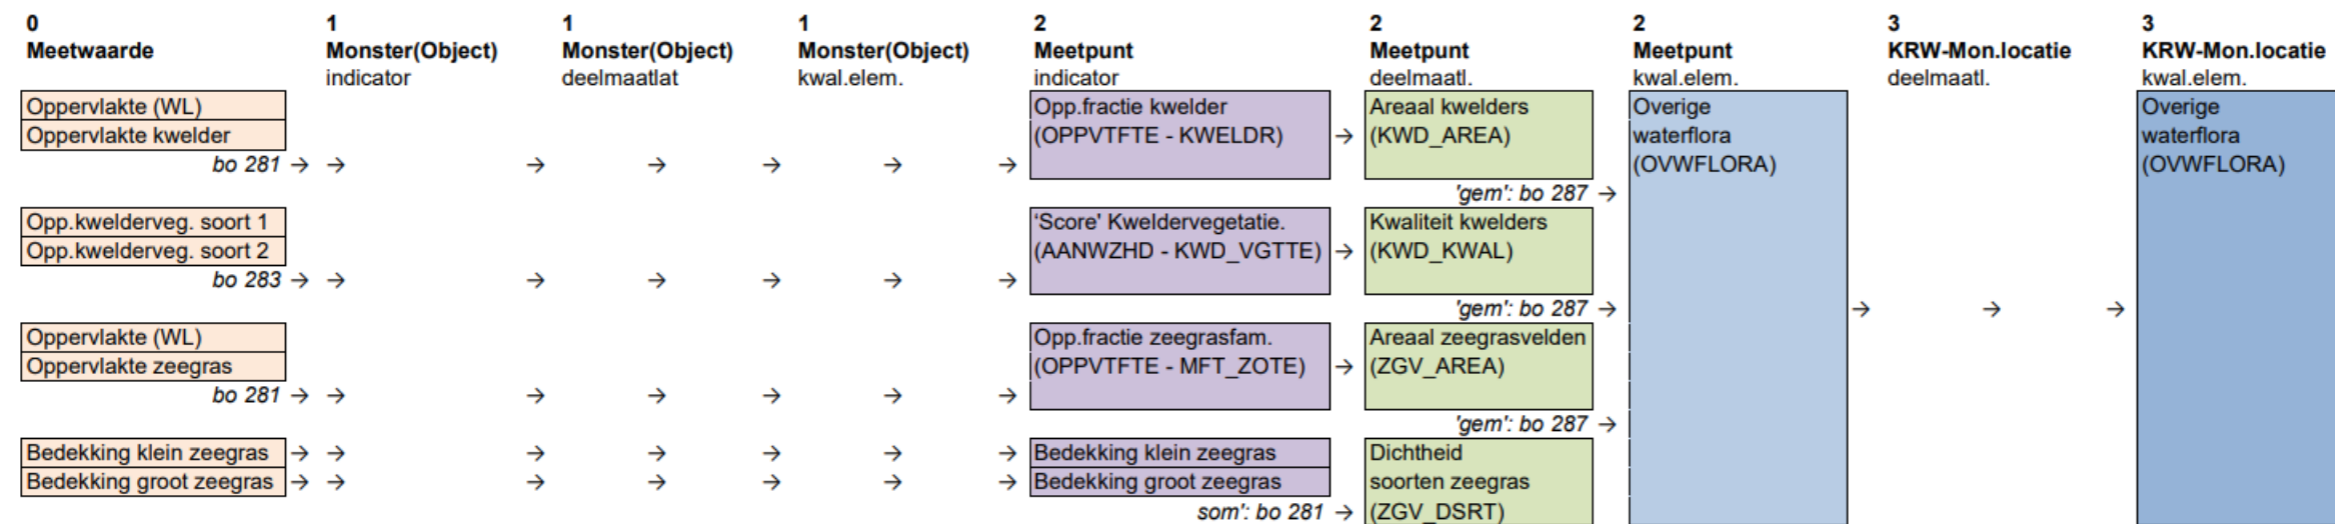 0 1 1 1 2 2 2 3 3
Meetwaarde Monster(Object) Monster(Object) Monster(Object) Meetpunt Meetpunt Meetpunt KRW-Mon.locatie KRW-Mon.locatie
indicator deelmaatlat kwal.elem. indicator deelmaatl. kwal.elem. deelmaatl. kwal.elem.
Oppervlakte (WL) Opp.fractie kwelder Areaal kwelders Overige Overige
Oppervlakte kwelder (OPPVTFTE - KWELDR) → (KWD_AREA) waterflora waterflora
bo 281 → → → → → → → (OVWFLORA) (OVWFLORA)
'gem': bo 287 →
Opp.kwelderveg. soort 1 ‘Score' Kweldervegetatie. Kwaliteit kwelders
Opp.kwelderveg. soort 2 (AANWZHD - KWD_VGTTE) → (KWD_KWAL)
bo 283 → → → → → → →
'gem': bo 287 → → → →
Oppervlakte (WL) Opp.fractie zeegrasfam. Areaal zeegrasvelden
Oppervlakte zeegras (OPPVTFTE - MFT_ZOTE) → (ZGV_AREA)
bo 281 → → → → → → →
'gem': bo 287 →
Bedekking klein zeegras → → → → → → → Bedekking klein zeegras Dichtheid
Bedekking groot zeegras → → → → → → → Bedekking groot zeegras soorten zeegras
som': bo 281 → (ZGV_DSRT)